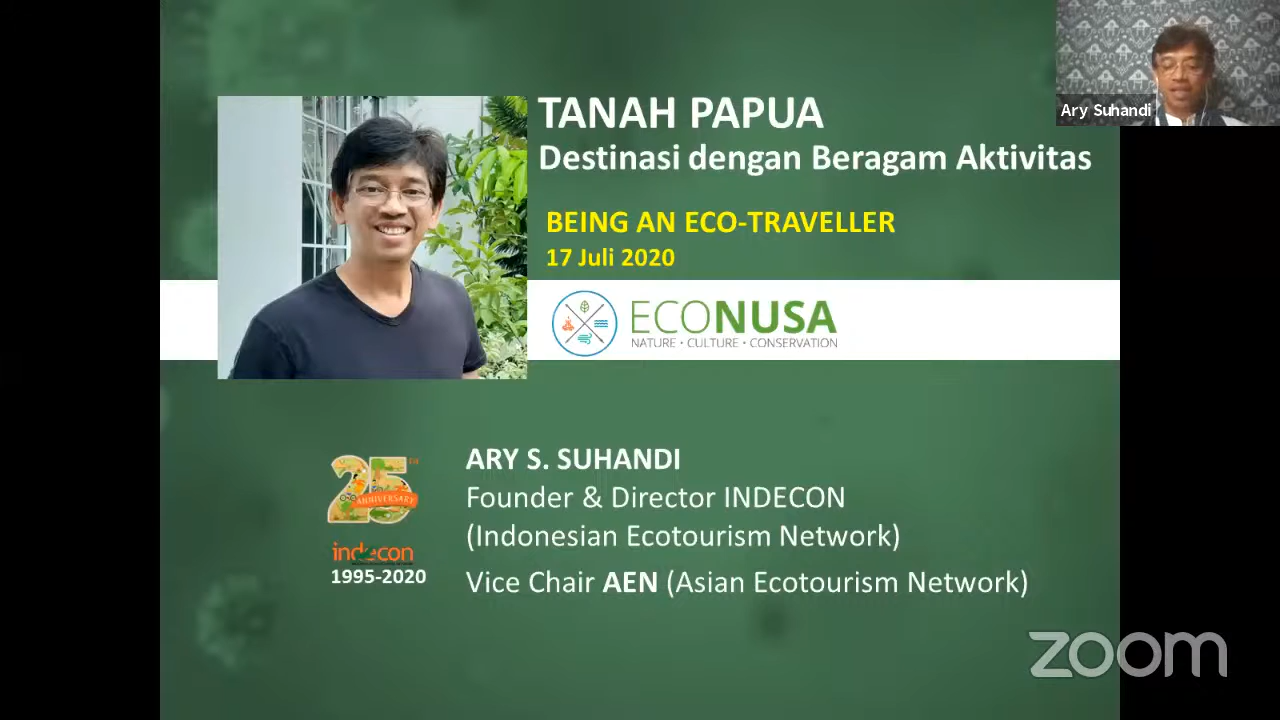 TANAH PAPUA
Destinasi dengan Beragam Aktivitas
BEING AN ECO-TRAVELLER
17 Juli 2020
Ary Suhandi
ECONUSA
NATURE • CULTURE • CONSERVATION
25TH
ANNIVERSARY
indecon
1995-2020
ARY S. SUHANDI
Founder & Director INDECON
(Indonesian Ecotourism Network)
Vice Chair AEN (Asian Ecotourism Network)
zoom